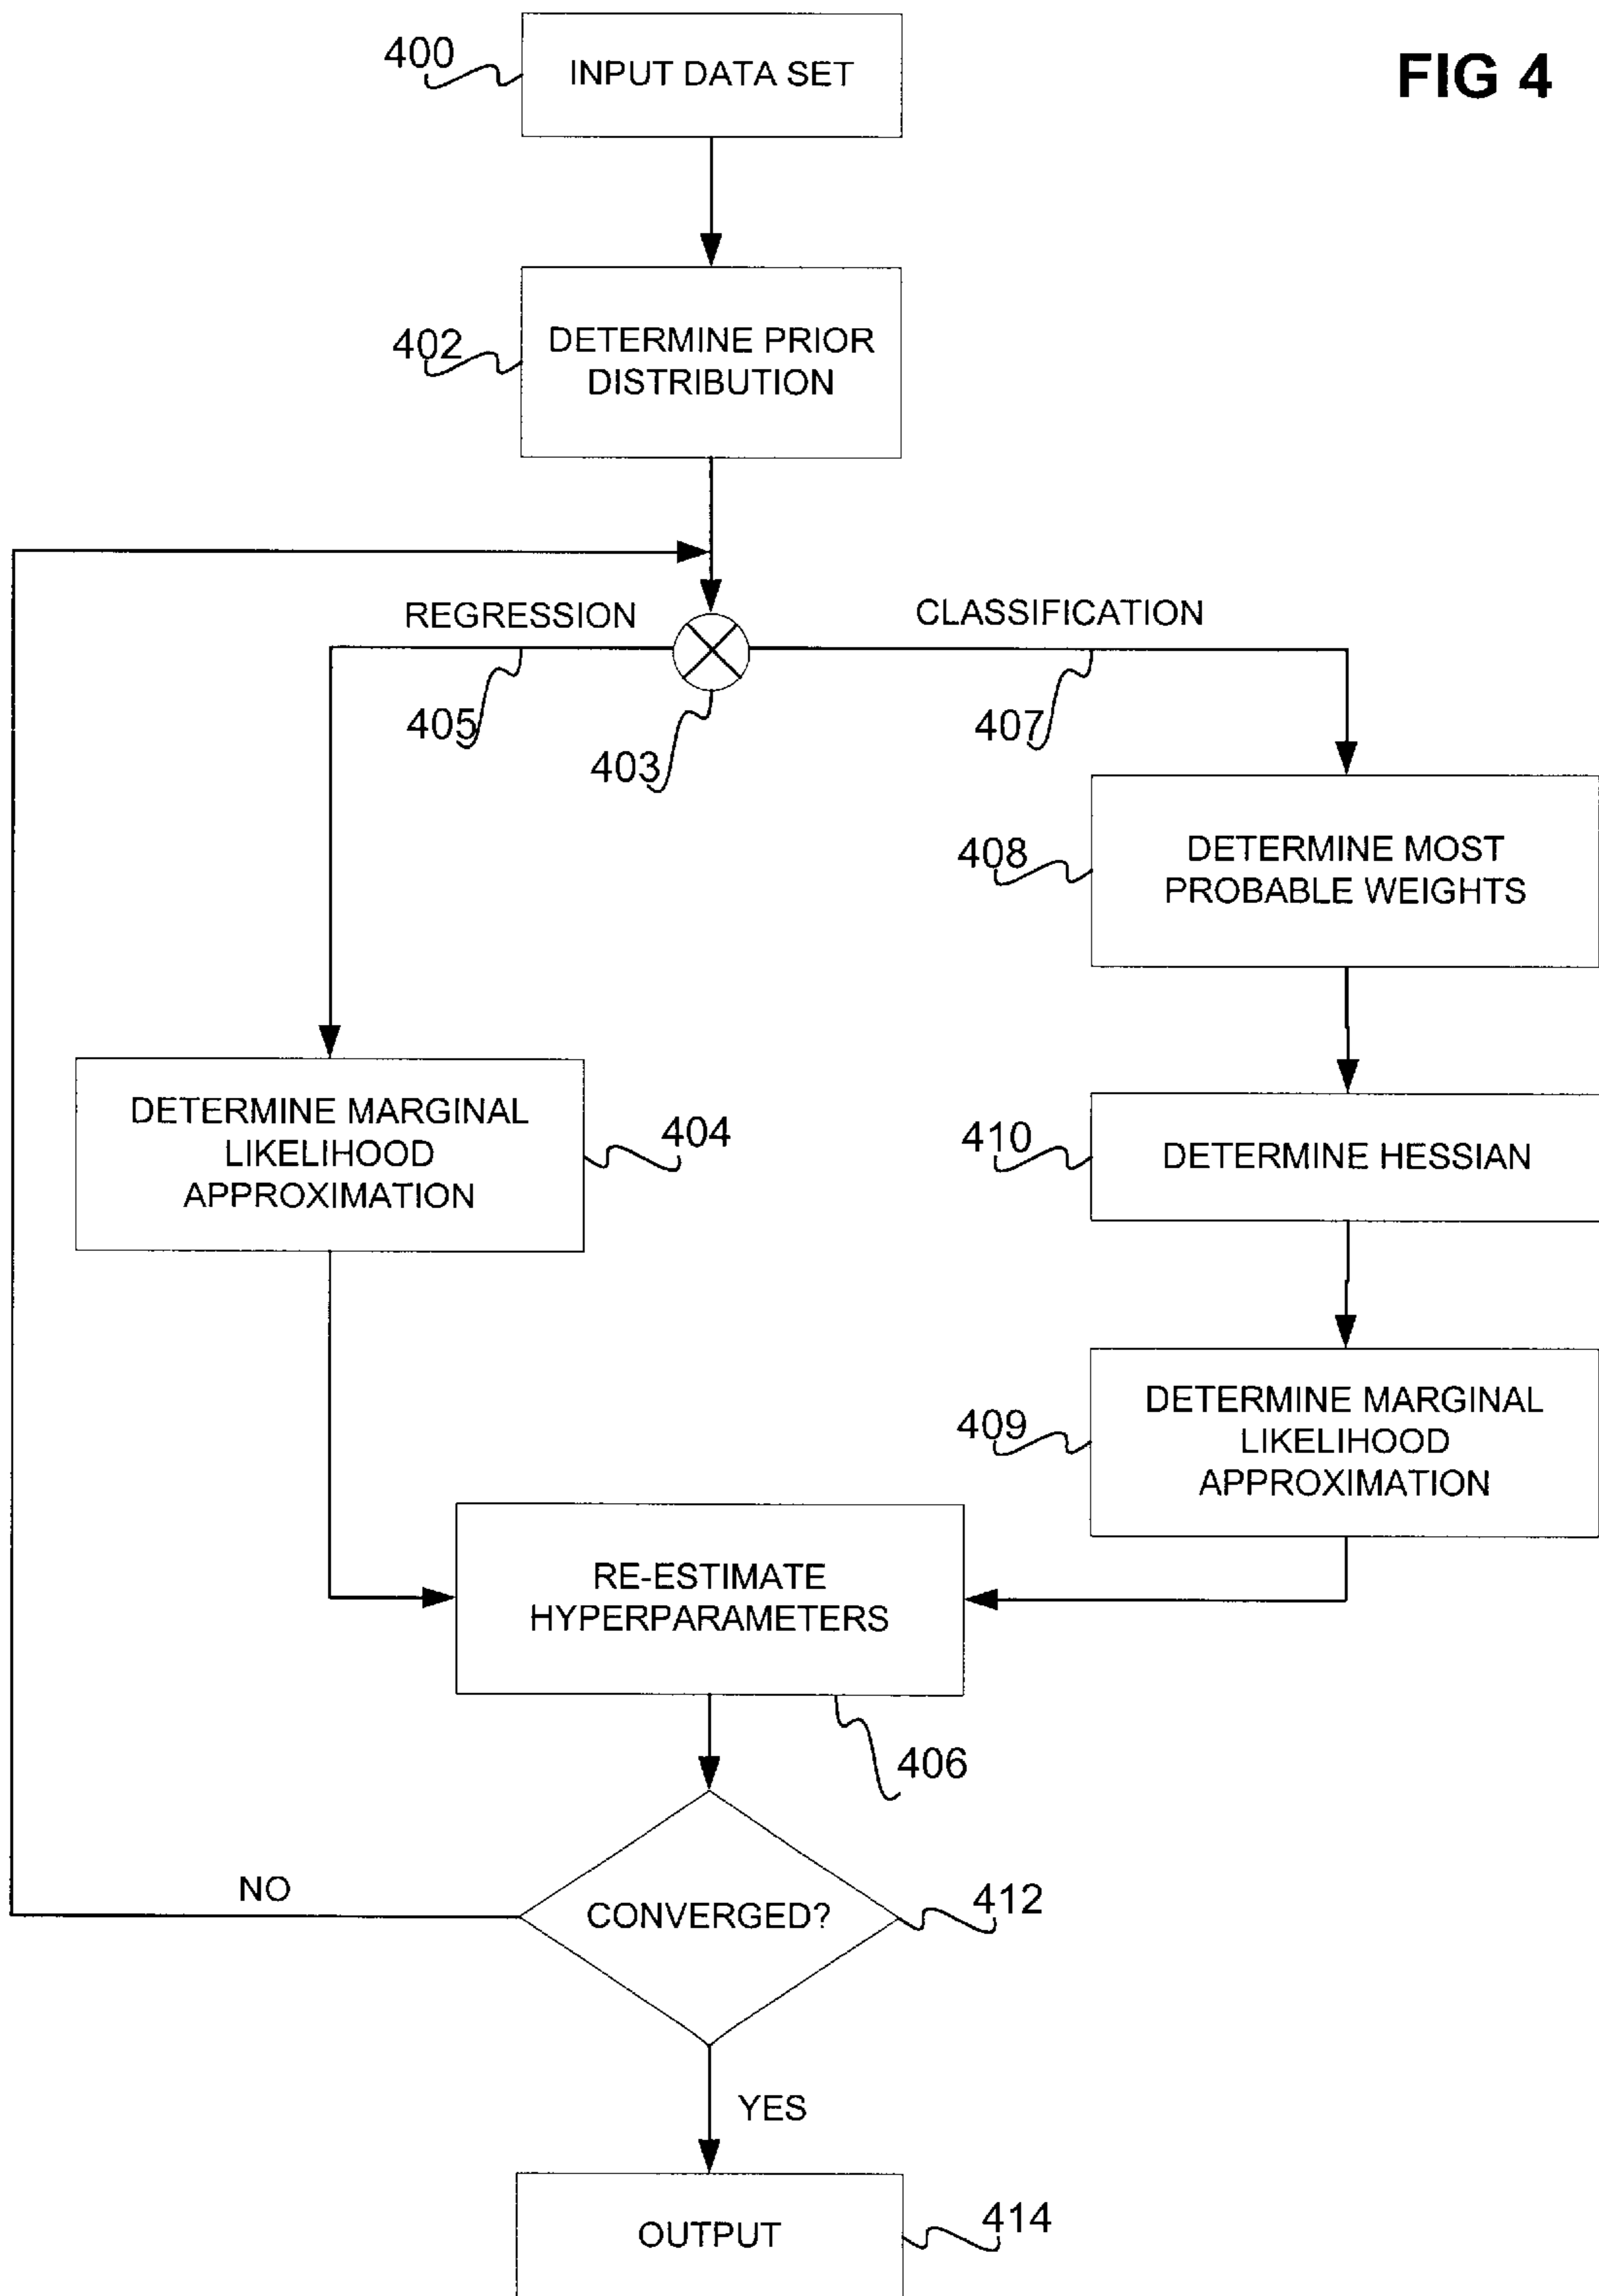 FIG 4
400
INPUT DATA SET
402
DETERMINE PRIOR
DISTRIBUTION
REGRESSION
CLASSIFICATION
405
403
407
408
DETERMINE MOST
PROBABLE WEIGHTS
DETERMINE MARGINAL
LIKELIHOOD
APPROXIMATION
404
410
DETERMINE HESSIAN
409
DETERMINE MARGINAL
LIKELIHOOD
APPROXIMATION
RE-ESTIMATE
HYPERPARAMETERS
406
NO
CONVERGED?
412
YES
OUTPUT
414